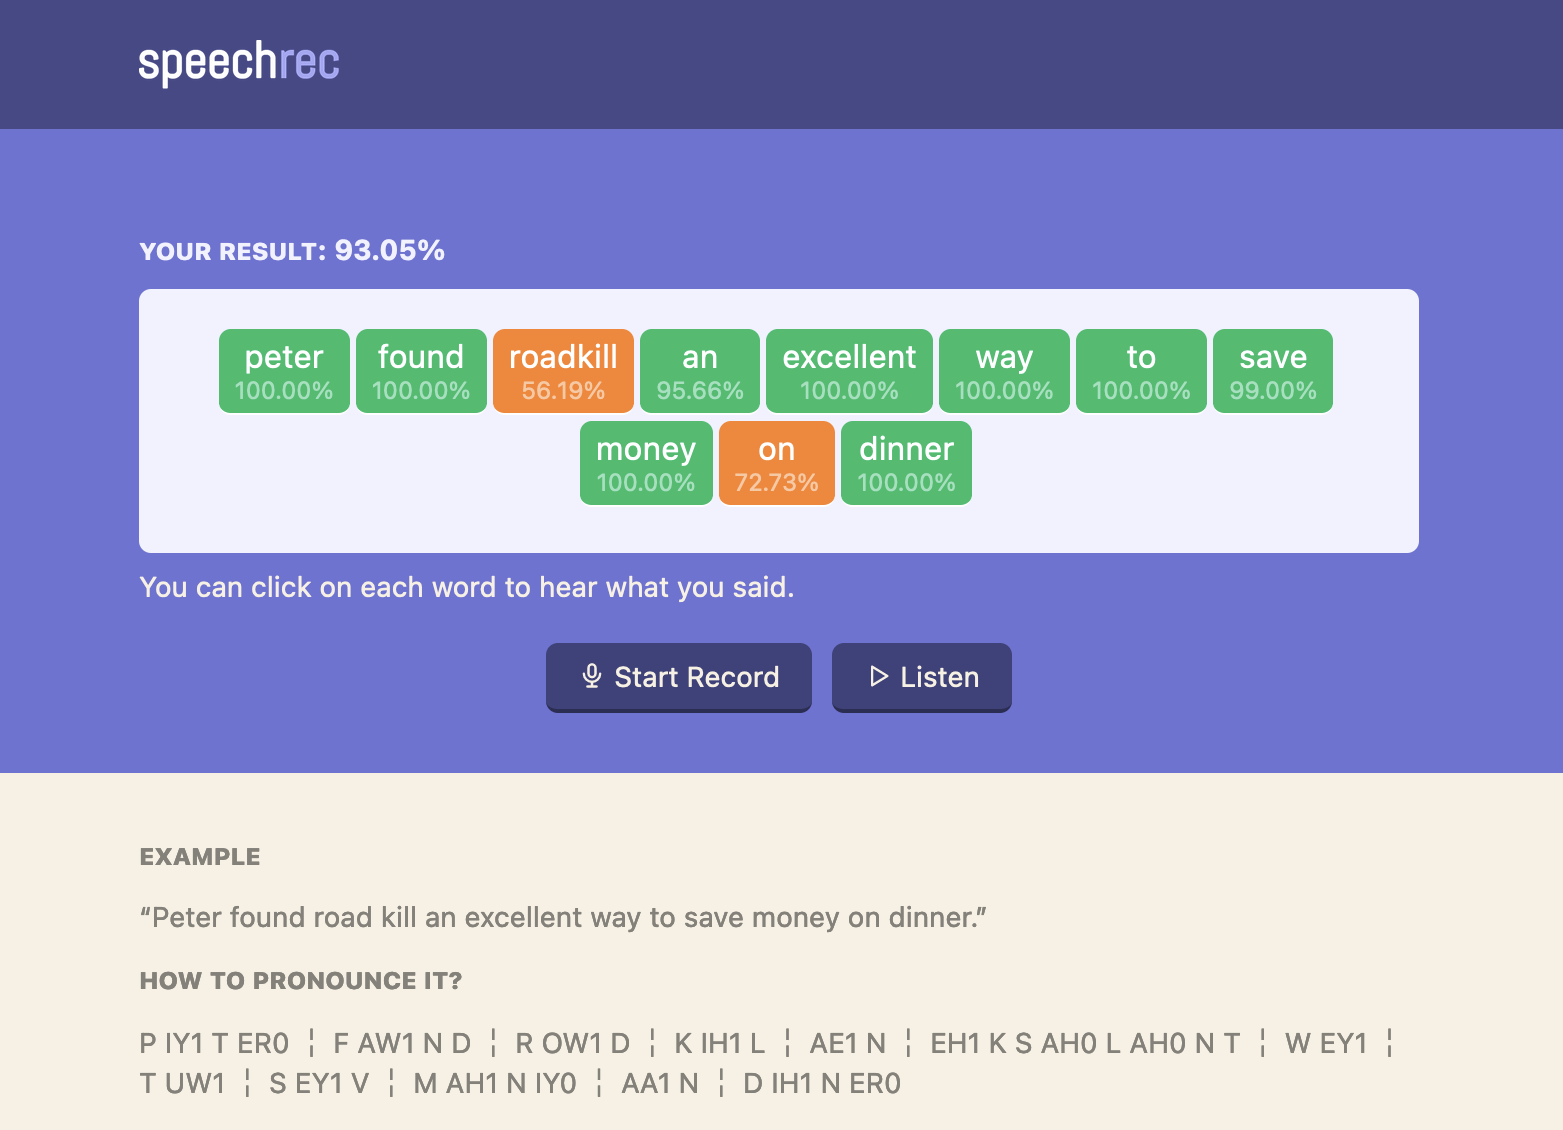 speechrec
YOUR RESULT: 93.05%
peter found roadkill an excellent way to save
100.00% 100.00% 56.19% 95.66% 100.00% 100.00% 100.00% 99.00%
money on dinner
100.00% 72.73% 100.00%
You can click on each word to hear what you said.
Start Record Listen
EXAMPLE
“Peter found road kill an excellent way to save money on dinner.”
HOW TO PRONOUNCE IT?
P IY1 T ER0 ¦ F AW1 N D ¦ R OW1 D ¦ K IH1 L ¦ AE1 N ¦ EH1 K S AH0 L AH0 N T ¦ W EY1 ¦
T UW1 ¦ S EY1 V ¦ M AH1 N IY0 ¦ AA1 N ¦ D IH1 N ER0